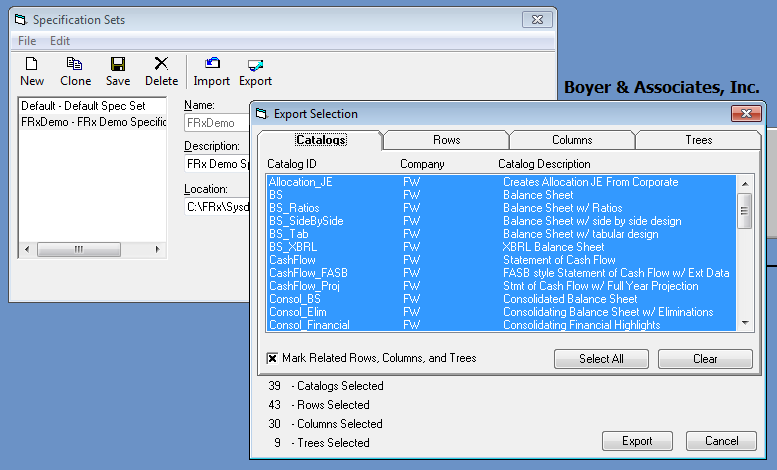 Specification Sets
File Edit
New Clone Save Delete Import Export
Default - Default Spec Set
FRxDemo - FRx Demo Specific
Name:
FRxDemo
Description:
FRx Demo Sp
Location:
C:\FRx\Sysd
Boyer & Associates, Inc.
Export Selection
Catalogs Rows Columns Trees
Catalog ID Company Catalog Description
Allocation_JE FW Creates Allocation JE From Corporate
BS FW Balance Sheet
BS_Ratios FW Balance Sheet w/ Ratios
BS_SideBySide FW Balance Sheet w/ side by side design
BS_Tab FW Balance Sheet w/ tabular design
BS_XBRL FW XBRL Balance Sheet
CashFlow FW Statement of Cash Flow
CashFlow_FASB FW FASB style Statement of Cash Flow w/ Ext Data
CashFlow_Proj FW Stmt of Cash Flow w/ Full Year Projection
Consol_BS FW Consolidated Balance Sheet
Consol_Elim FW Consolidating Balance Sheet w/ Eliminations
Consol_Financial FW Consolidating Financial Highlights
Mark Related Rows, Columns, and Trees
Select All Clear
39 - Catalogs Selected
43 - Rows Selected
30 - Columns Selected
9 - Trees Selected
Export Cancel